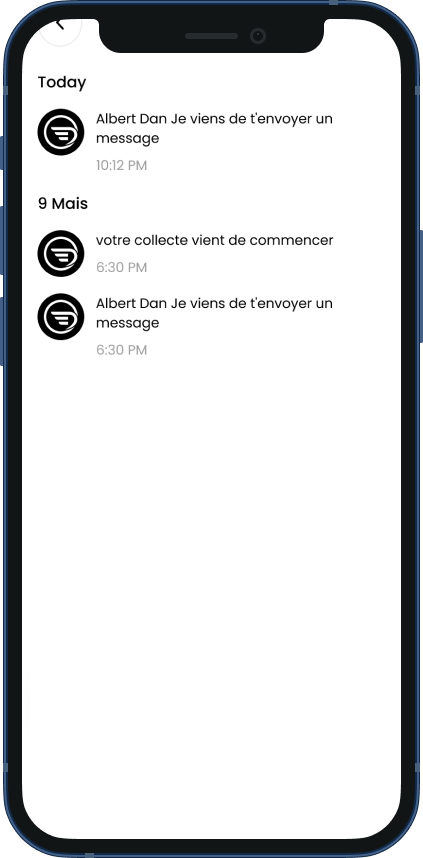 Today
Albert Dan Je viens de t'envoyer un
message
10:12 PM
9 Mais
votre collecte vient de commencer
6:30 PM
Albert Dan Je viens de t'envoyer un
message
6:30 PM